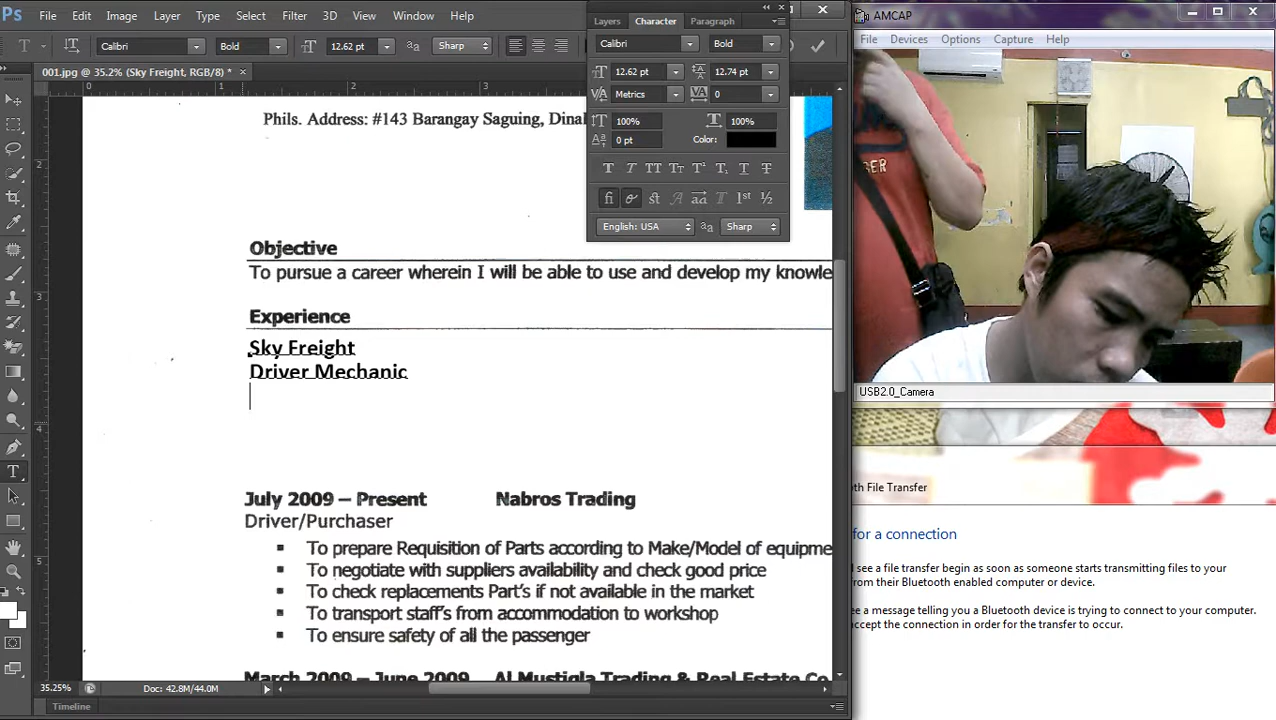 Ps File Edit Image Layer Type Select Filter 3D View Window Help
Layers Character Paragraph
AMCAP
File Devices Options Capture Help
Calibri Bold 12.62 pt Sharp
Calibri Bold
001.jpg @ 35.2% (Sky Freight, RGB/8) *
12.62 pt 12.74 pt
Metrics 0
0 1 2 3
100% 100%
0 pt Color:
Phils. Address: #143 Barangay Saguing, Dinal
English: USA Sharp
Objective
To pursue a career wherein I will be able to use and develop my knowle
Experience
Sky Freight
Driver Mechanic
July 2009 – Present Nabros Trading
Driver/Purchaser
To prepare Requisition of Parts according to Make/Model of equipme
To negotiate with suppliers availability and check good price
To check replacements Part's if not available in the market
To transport staff's from accommodation to workshop
To ensure safety of all the passenger
March 2009 – June 2009 Al Mustigla Trading & Real Estate Co
35.25% Doc: 42.8M/44.0M
Timeline
USB2.0_Camera
th File Transfer
for a connection
l see a file transfer begin as soon as someone starts transmitting files to your
from their Bluetooth enabled computer or device.
ee a message telling you a Bluetooth device is trying to connect to your computer.
accept the connection in order for the transfer to occur.